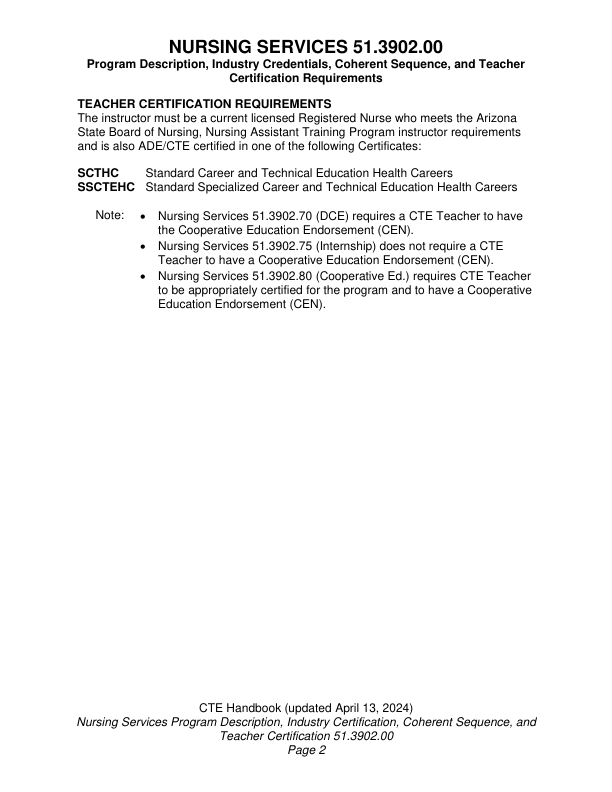 NURSING SERVICES 51.3902.00
Program Description, Industry Credentials, Coherent Sequence, and Teacher
Certification Requirements
TEACHER CERTIFICATION REQUIREMENTS
The instructor must be a current licensed Registered Nurse who meets the Arizona
State Board of Nursing, Nursing Assistant Training Program instructor requirements
and is also ADE/CTE certified in one of the following Certificates:
SCTHC Standard Career and Technical Education Health Careers
SSCTEHC Standard Specialized Career and Technical Education Health Careers
Note: • Nursing Services 51.3902.70 (DCE) requires a CTE Teacher to have
the Cooperative Education Endorsement (CEN).
• Nursing Services 51.3902.75 (Internship) does not require a CTE
Teacher to have a Cooperative Education Endorsement (CEN).
• Nursing Services 51.3902.80 (Cooperative Ed.) requires CTE Teacher
to be appropriately certified for the program and to have a Cooperative
Education Endorsement (CEN).
CTE Handbook (updated April 13, 2024)
Nursing Services Program Description, Industry Certification, Coherent Sequence, and
Teacher Certification 51.3902.00
Page 2